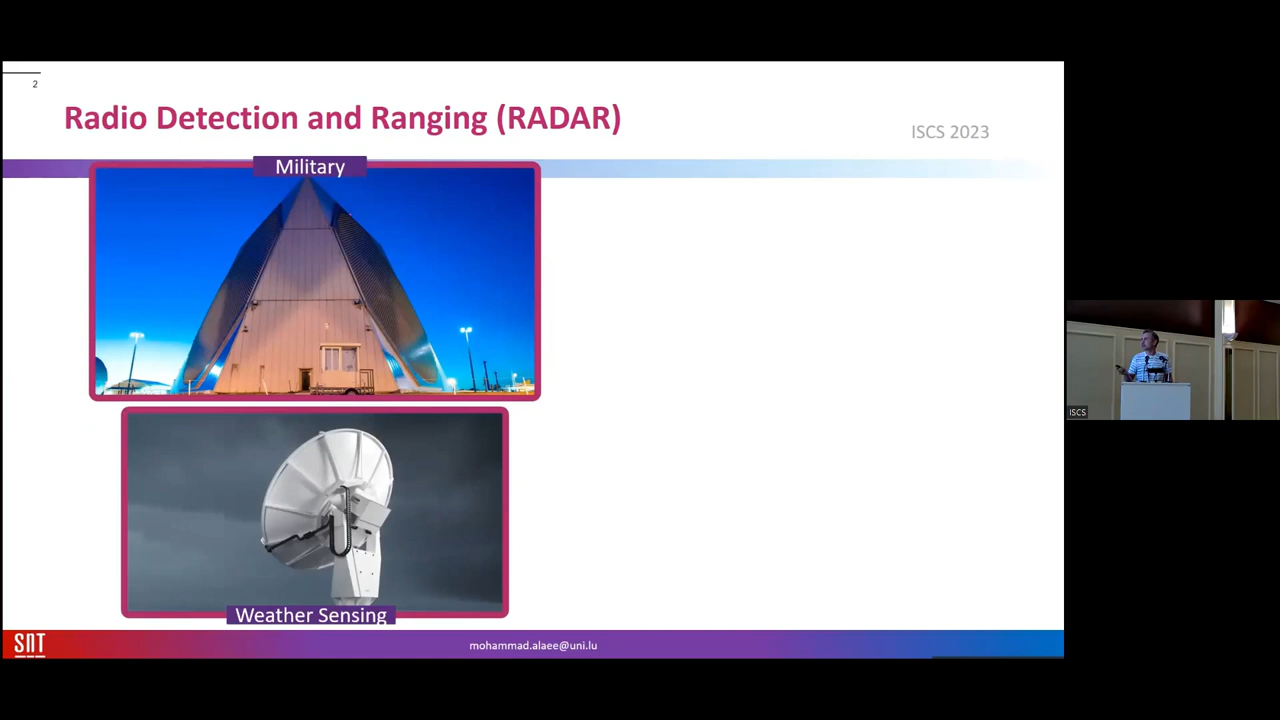 2
Radio Detection and Ranging (RADAR)
ISCS 2023
Military
Weather Sensing
SNT
mohammad.alaee@uni.lu
ISCS